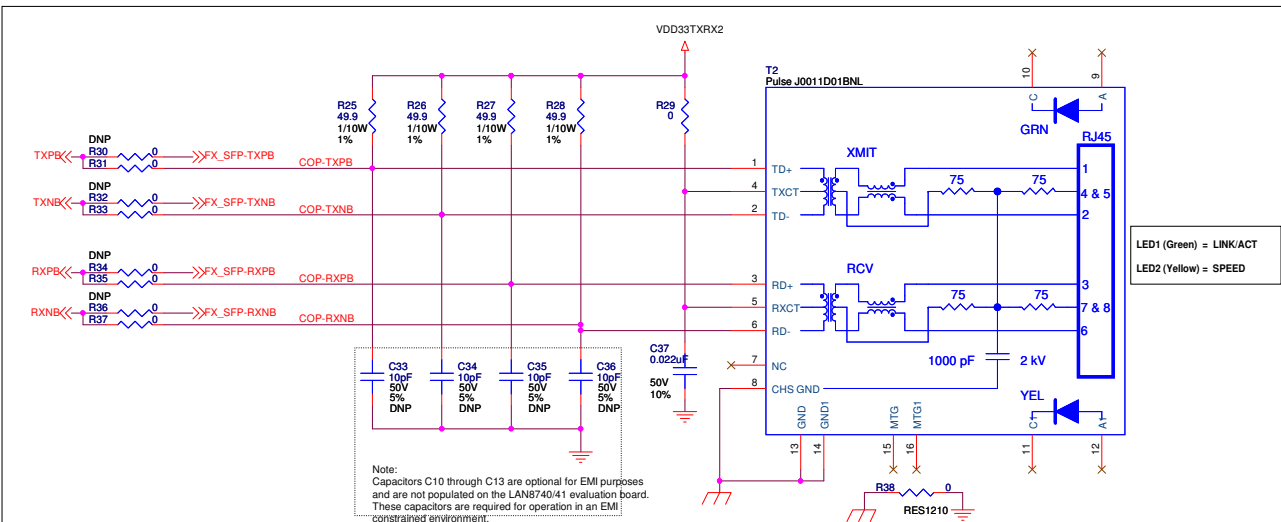 VDD33TXRX2
T2
Pulse J0011D01BNL
R25
49.9
1/10W
1%
R26
49.9
1/10W
1%
R27
49.9
1/10W
1%
R28
49.9
1/10W
1%
R29
0
10
9
C
A
GRN
RJ45
DNP
TXPB
R30
0
FX_SFP-TXPB
R31
0
COP-TXPB
1
TD+
XMIT
75
75
1
4
TXCT
4 & 5
DNP
TXNB
R32
0
FX_SFP-TXNB
R33
0
COP-TXNB
2
TD-
2
LED1 (Green) = LINK/ACT
LED2 (Yellow) = SPEED
DNP
RXPB
R34
0
FX_SFP-RXPB
R35
0
COP-RXPB
3
RD+
RCV
75
75
3
5
RXCT
7 & 8
DNP
RXNB
R36
0
FX_SFP-RXNB
R37
0
COP-RXNB
6
RD-
6
C33
10pF
50V
5%
DNP
C34
10pF
50V
5%
DNP
C35
10pF
50V
5%
DNP
C36
10pF
50V
5%
DNP
C37
0.022uF
50V
10%
7
NC
1000 pF
2 kV
8
CHS GND
YEL
GND
GND1
MTG
MTG1
C1
A1
13
14
15
16
11
12
Note:
Capacitors C10 through C13 are optional for EMI purposes
and are not populated on the LAN8740/41 evaluation board.
These capacitors are required for operation in an EMI
constrained environment.
R38
0
RES1210